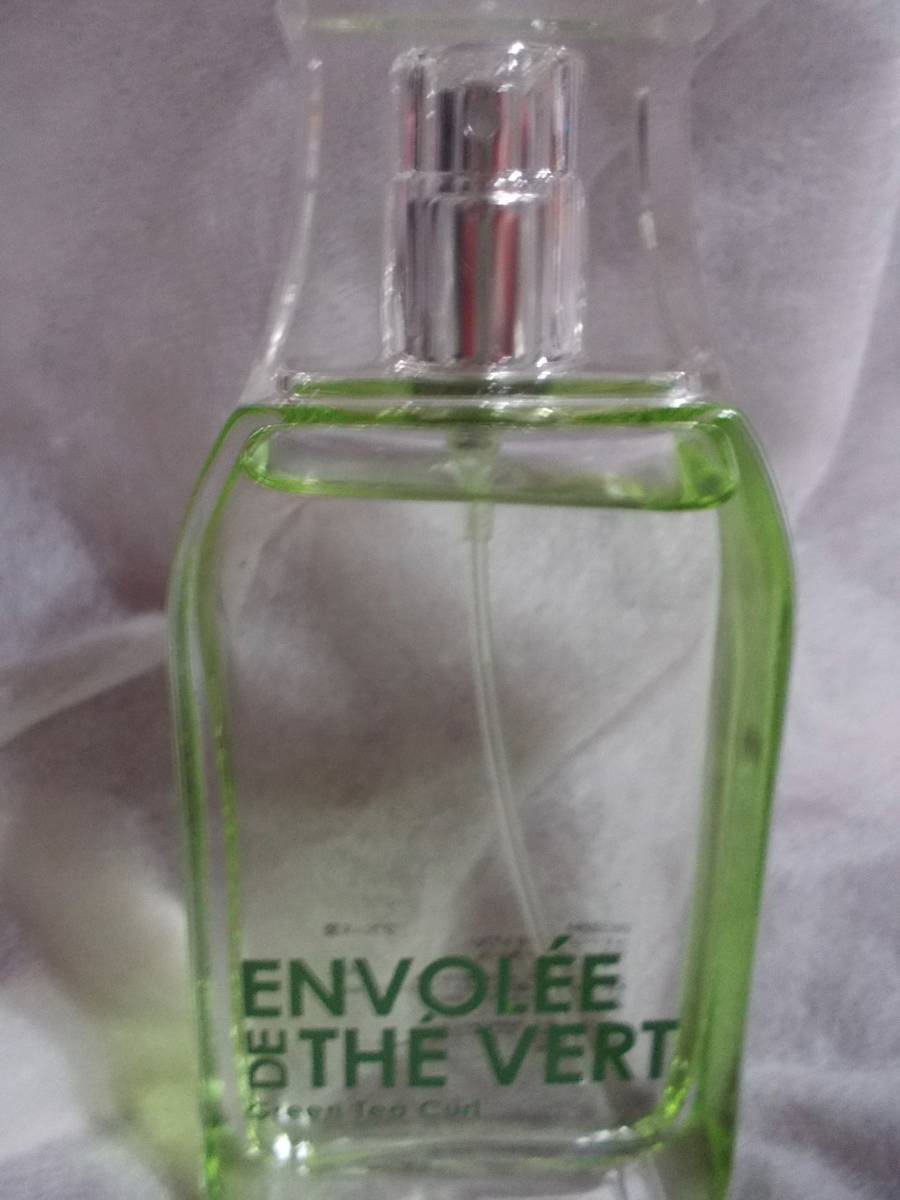 ENVOLÉE
DE THÉ VERT
Green Tea Curl